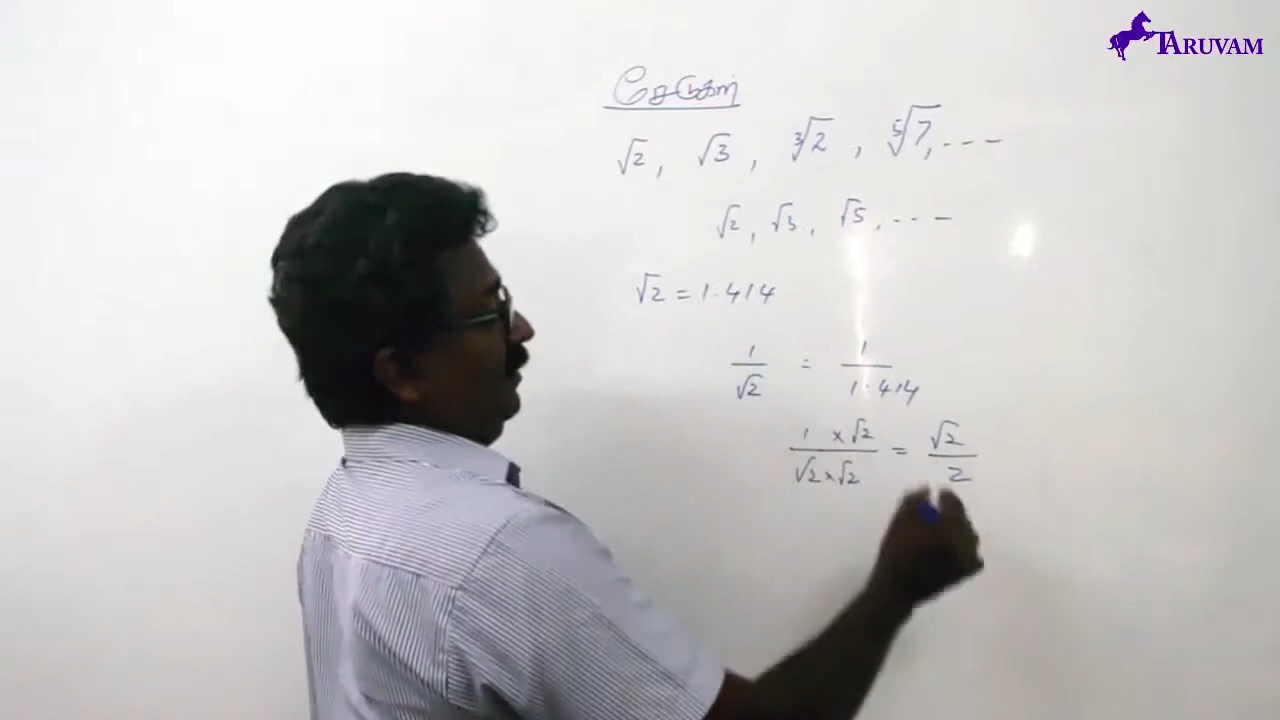 TARUVAM
சேடுகள்
√2, √3, ∛2, ⁵√7, ---
√2, √3, √5, ---
√2 = 1.414
1/√2 = 1/1.414
1 × √2/√2 × √2 = √2/2